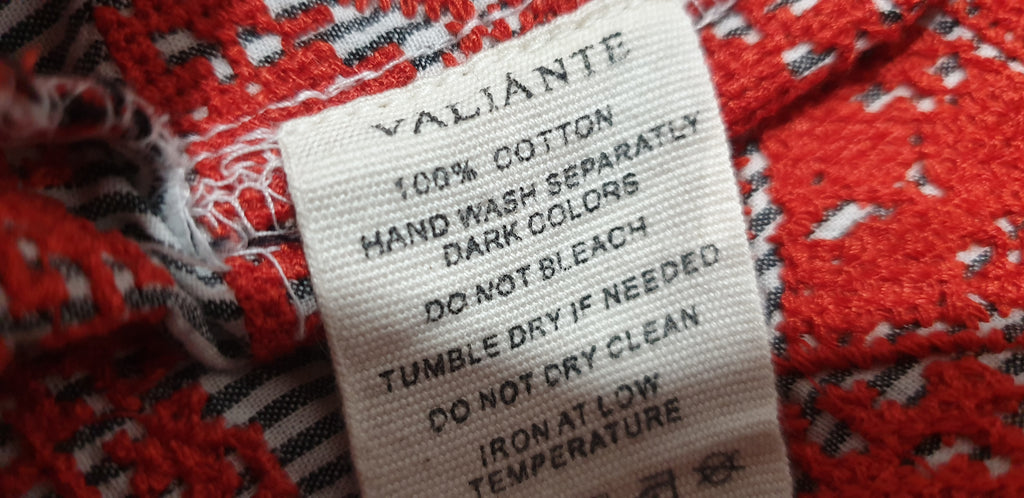 VALIANTE
100% COTTON
HAND WASH SEPARATLY
DARK COLORS
DO NOT BLEACH
TUMBLE DRY IF NEEDED
DO NOT DRY CLEAN
IRON AT LOW
TEMPERATURE